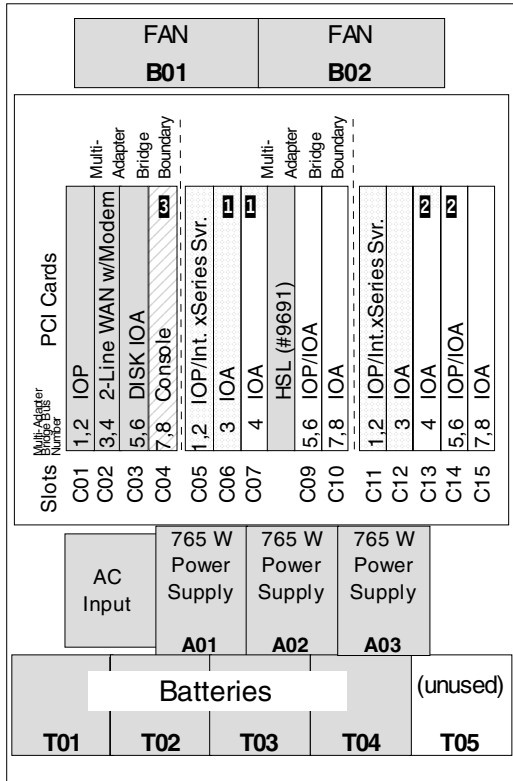 FAN
B01
FAN
B02
Multi-
Adapter
Bridge
Boundary
Multi-
Adapter
Bridge
Boundary
PCI Cards
Multi-Adapter
Bridge Bus
Number
Slots
C01 1,2 IOP
C02 3,4 2-Line WAN w/Modem
C03 5,6 DISK IOA
C04 7,8 Console 3
C05 1,2 IOP/Int. xSeries Svr.
C06 3 IOA 1
C07 4 IOA 1
HSL (#9691)
C09 5,6 IOP/IOA
C10 7,8 IOA
C11 1,2 IOP/Int.xSeries Svr.
C12 3 IOA
C13 4 IOA 2
C14 5,6 IOP/IOA 2
C15 7,8 IOA
AC
Input
765 W
Power
Supply
A01
765 W
Power
Supply
A02
765 W
Power
Supply
A03
Batteries
(unused)
T01
T02
T03
T04
T05